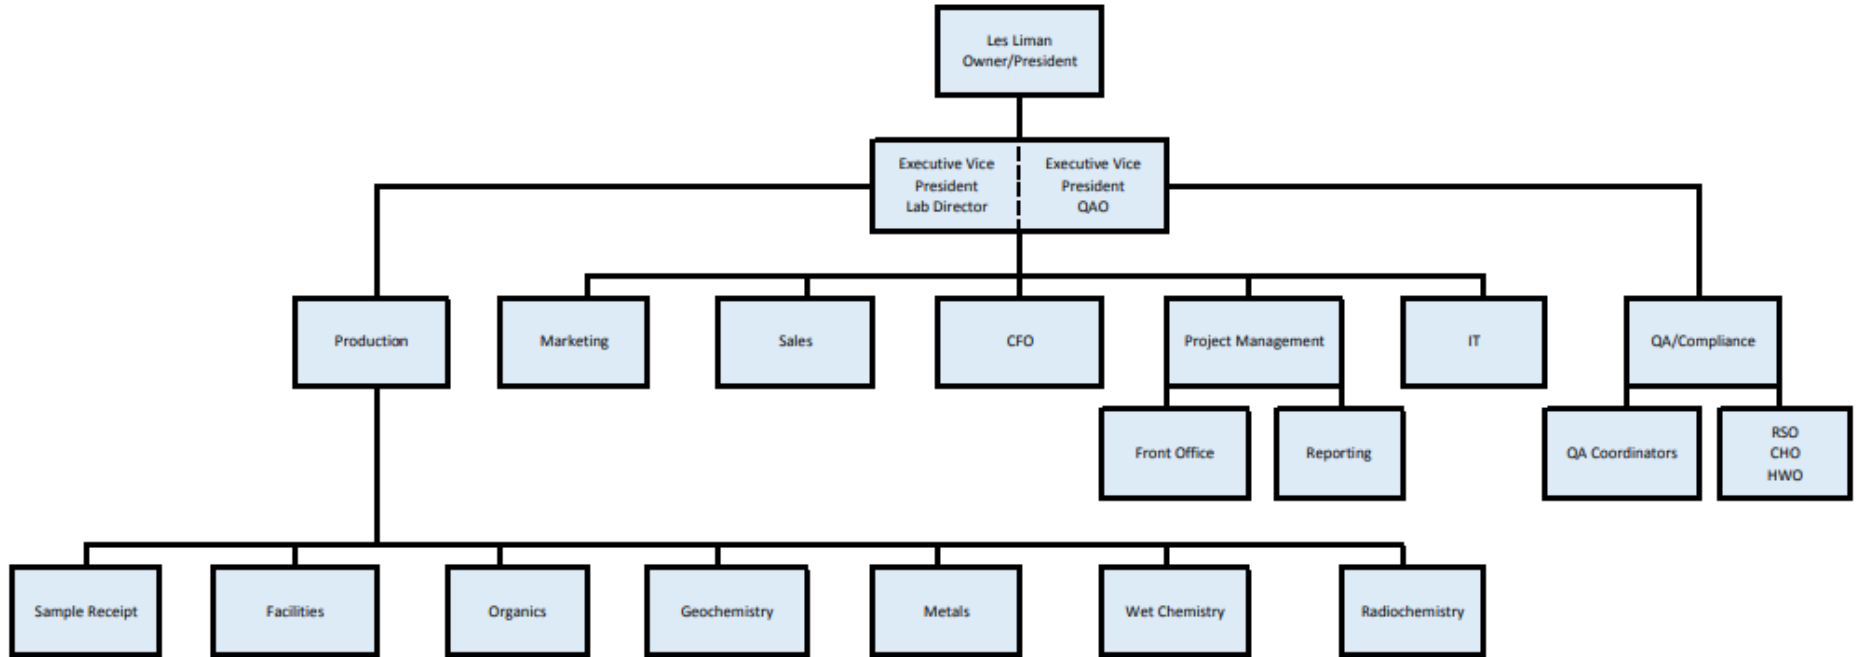 Les Liman
Owner/President
Executive Vice
President
Lab Director
Executive Vice
President
QAO
Production
Marketing
Sales
CFO
Project Management
IT
QA/Compliance
Front Office
Reporting
QA Coordinators
RSO
CHO
HWO
Sample Receipt
Facilities
Organics
Geochemistry
Metals
Wet Chemistry
Radiochemistry